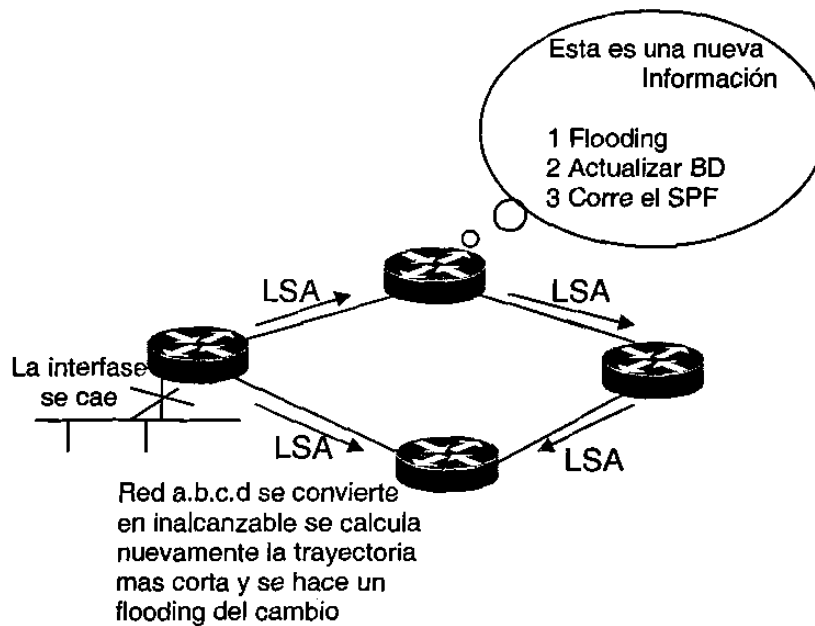 Esta es una nueva
Información
1 Flooding
2 Actualizar BD
3 Corre el SPF
LSA
LSA
La interfase
se cae
LSA
LSA
Red a.b.c.d se convierte
en inalcanzable se calcula
nuevamente la trayectoria
mas corta y se hace un
flooding del cambio